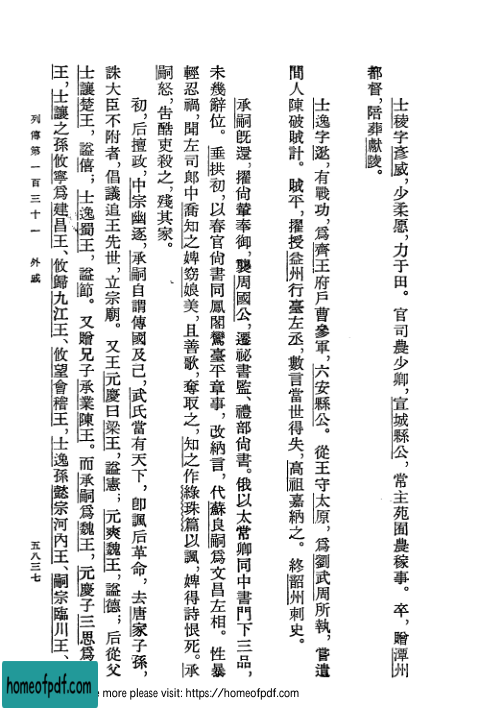 士稜字彥威，少柔愿，力于田。官司農少卿，宣城縣公，常主苑囿農稼事。卒，贈潭州
都督，陪葬獻陵。
士逸字逖，有戰功，爲齊王府戶曹參軍，六安縣公。從王守太原，爲劉武周所執，嘗遣
間人陳破賊計。賊平，擢授益州行臺左丞，數言當世得失，高祖嘉納之。終韶州刺史。
承嗣既還，擢尙輦奉御，襲周國公，遷祕書監、禮部尙書。俄以太常卿同中書門下三品，
未幾辭位。垂拱初，以春官尙書同鳳閣鸞臺平章事，改納言，代蘇良嗣爲文昌左相。性暴
輕忍禍，聞左司郎中喬知之婢窈娘美，且善歌，奪取之，知之作綠珠篇以諷，婢得詩恨死。承
嗣怒，告酷吏殺之，殘其家。
初，后擅政，中宗幽逐，承嗣自謂傳國及己，武氏當有天下，卽諷后革命，去唐家子孫，
誅大臣不附者，倡議追王先世，立宗廟。又王元慶曰梁王，諡憲；元爽魏王，諡德；后從父
士讓楚王，諡僖；士逸蜀王，諡節。又贈兄子承業陳王。而承嗣爲魏王，元慶子三思爲
王，士讓之孫攸寧爲建昌王、攸歸九江王、攸望會稽王，士逸孫懿宗河內王、嗣宗臨川王、
列傳第一百三十一 外戚
五八三七
homeofpdf.com
e more please visit: https://homeofpdf.com